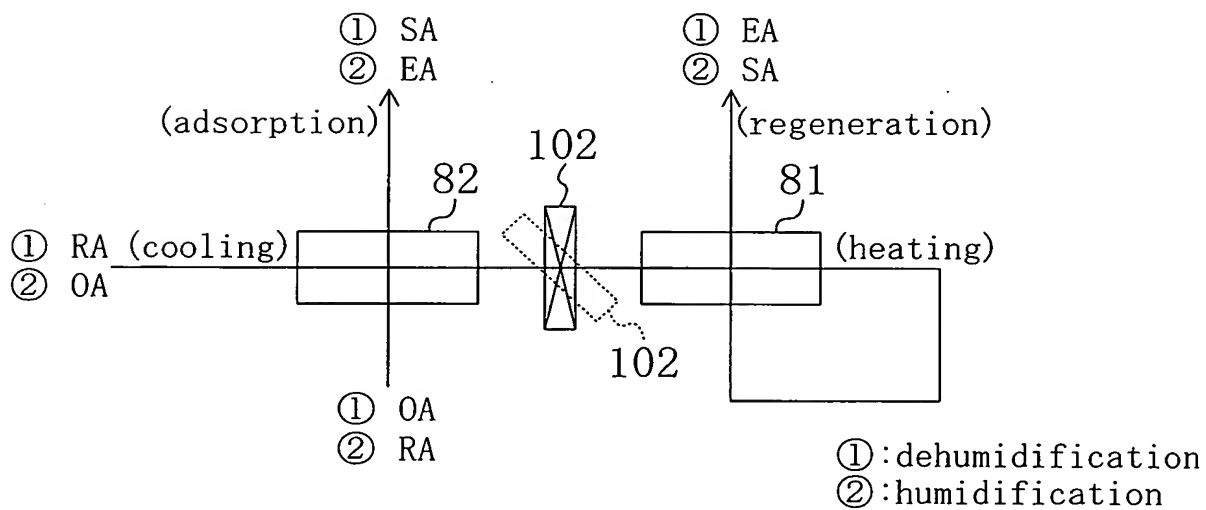 ① SA
② EA
① EA
② SA
(adsorption)
(regeneration)
102
82
81
① RA (cooling)
② OA
(heating)
102
① OA
② RA
①:dehumidification
②:humidification